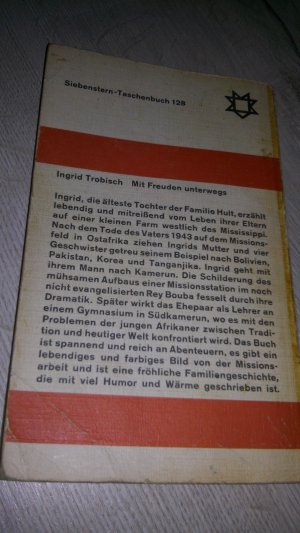 Siebenstern-Taschenbuch 128
Ingrid Trobisch  Mit Freuden unterwegs
Ingrid, die älteste Tochter der Familie Hult, erzählt
lebendig und mitreißend vom Leben ihrer Eltern
auf einer kleinen Farm westlich des Mississippi.
Nach dem Tode des Vaters 1943 auf dem Missions-
feld in Ostafrika ziehen Ingrids Mutter und vier
Geschwister getreu seinem Beispiel nach Bolivien,
Pakistan, Korea und Tanganjika. Ingrid geht mit
ihrem Mann nach Kamerun. Die Schilderung des
mühsamen Aufbaus einer Missionsstation im noch
nicht evangelisierten Rey Bouba fesselt durch ihre
Dramatik. Später wirkt das Ehepaar als Lehrer an
einem Gymnasium in Südkamerun, wo es mit den
Problemen der jungen Afrikaner zwischen Tradi-
tion und heutiger Welt konfrontiert wird. Das Buch
ist spannend und reich an Abenteuern, es gibt ein
lebendiges und farbiges Bild von der Missions-
arbeit und ist eine fröhliche Familiengeschichte,
die mit viel Humor und Wärme geschrieben ist.